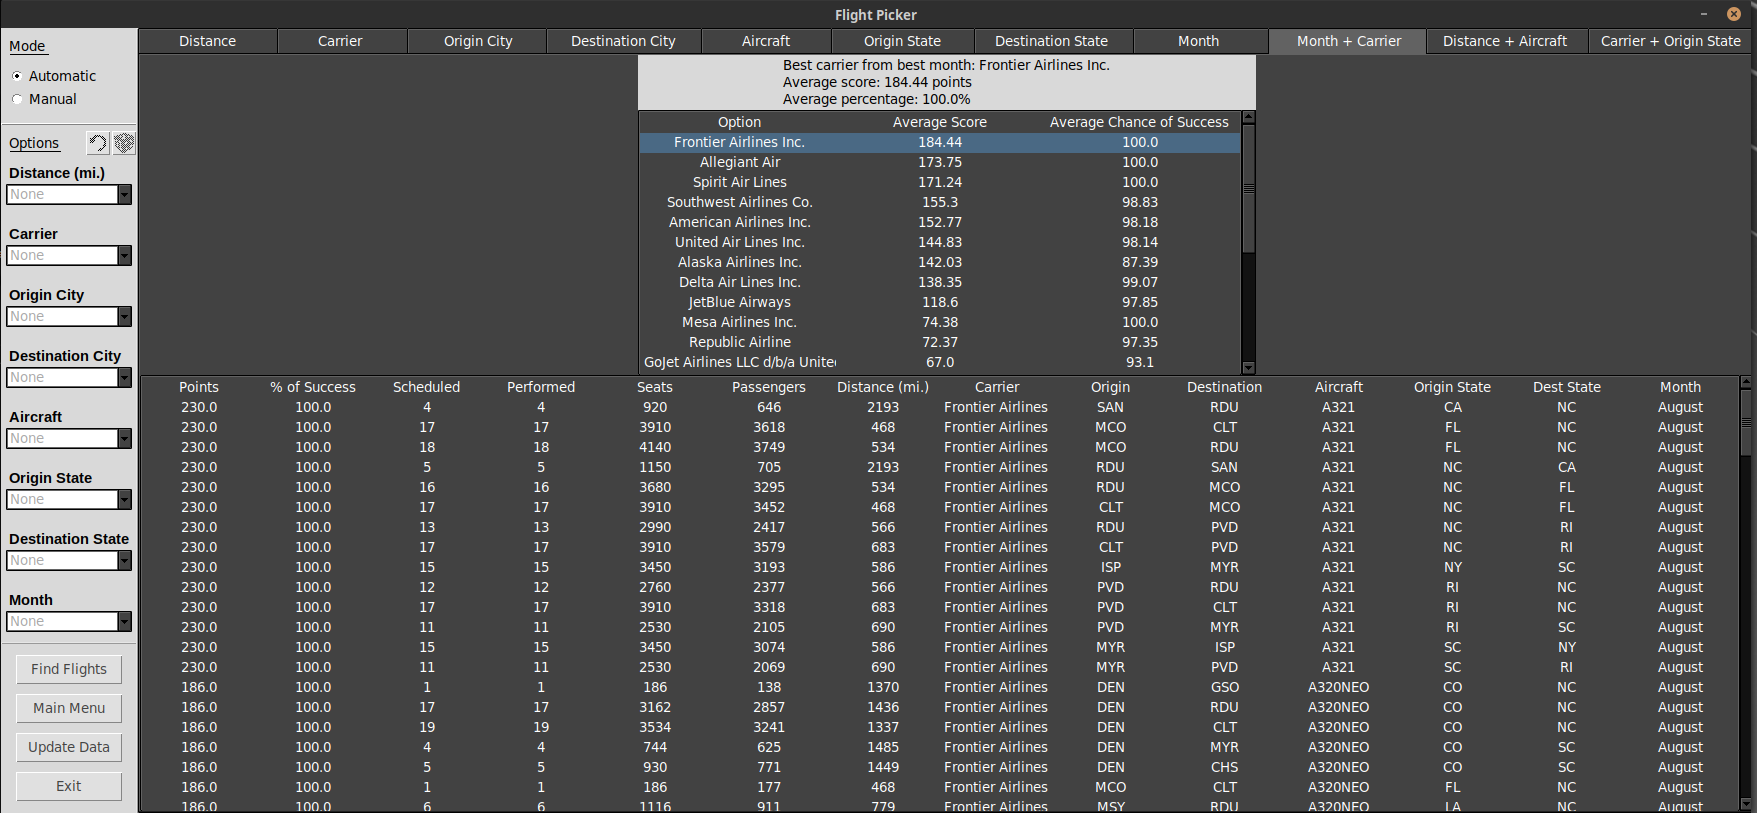 Flight Picker
Mode
Automatic
Manual
Options
Distance (mi.)
None
Carrier
None
Origin City
None
Destination City
None
Aircraft
None
Origin State
None
Destination State
None
Month
None
Find Flights
Main Menu
Update Data
Exit
Distance Carrier Origin City Destination City Aircraft Origin State Destination State Month Month + Carrier Distance + Aircraft Carrier + Origin State
Best carrier from best month: Frontier Airlines Inc.
Average score: 184.44 points
Average percentage: 100.0%
Option Average Score Average Chance of Success
Frontier Airlines Inc. 184.44 100.0
Allegiant Air 173.75 100.0
Spirit Air Lines 171.24 100.0
Southwest Airlines Co. 155.3 98.83
American Airlines Inc. 152.77 98.18
United Air Lines Inc. 144.83 98.14
Alaska Airlines Inc. 142.03 87.39
Delta Air Lines Inc. 138.35 99.07
JetBlue Airways 118.6 97.85
Mesa Airlines Inc. 74.38 100.0
Republic Airline 72.37 97.35
GoJet Airlines LLC d/b/a Unite 67.0 93.1
Points % of Success Scheduled Performed Seats Passengers Distance (mi.) Carrier Origin Destination Aircraft Origin State Dest State Month
230.0 100.0 4 4 920 646 2193 Frontier Airlines SAN RDU A321 CA NC August
230.0 100.0 17 17 3910 3618 468 Frontier Airlines MCO CLT A321 FL NC August
230.0 100.0 18 18 4140 3749 534 Frontier Airlines MCO RDU A321 FL NC August
230.0 100.0 5 5 1150 705 2193 Frontier Airlines RDU SAN A321 NC CA August
230.0 100.0 16 16 3680 3295 534 Frontier Airlines RDU MCO A321 NC FL August
230.0 100.0 17 17 3910 3452 468 Frontier Airlines CLT MCO A321 NC FL August
230.0 100.0 13 13 2990 2417 566 Frontier Airlines RDU PVD A321 NC RI August
230.0 100.0 17 17 3910 3579 683 Frontier Airlines CLT PVD A321 NC RI August
230.0 100.0 15 15 3450 3193 586 Frontier Airlines ISP MYR A321 NY SC August
230.0 100.0 12 12 2760 2377 566 Frontier Airlines PVD RDU A321 RI NC August
230.0 100.0 17 17 3910 3318 683 Frontier Airlines PVD CLT A321 RI NC August
230.0 100.0 11 11 2530 2105 690 Frontier Airlines PVD MYR A321 RI SC August
230.0 100.0 15 15 3450 3074 586 Frontier Airlines MYR ISP A321 SC NY August
230.0 100.0 11 11 2530 2069 690 Frontier Airlines MYR PVD A321 SC RI August
186.0 100.0 1 1 186 138 1370 Frontier Airlines DEN GSO A320NEO CO NC August
186.0 100.0 17 17 3162 2857 1436 Frontier Airlines DEN RDU A320NEO CO NC August
186.0 100.0 19 19 3534 3241 1337 Frontier Airlines DEN CLT A320NEO CO NC August
186.0 100.0 4 4 744 625 1485 Frontier Airlines DEN MYR A320NEO CO SC August
186.0 100.0 5 5 930 771 1449 Frontier Airlines DEN CHS A320NEO CO SC August
186.0 100.0 1 1 186 177 468 Frontier Airlines MCO CLT A320NEO FL NC August
186.0 100.0 6 6 1116 911 779 Frontier Airlines MSY RDU A320NEO LA NC August